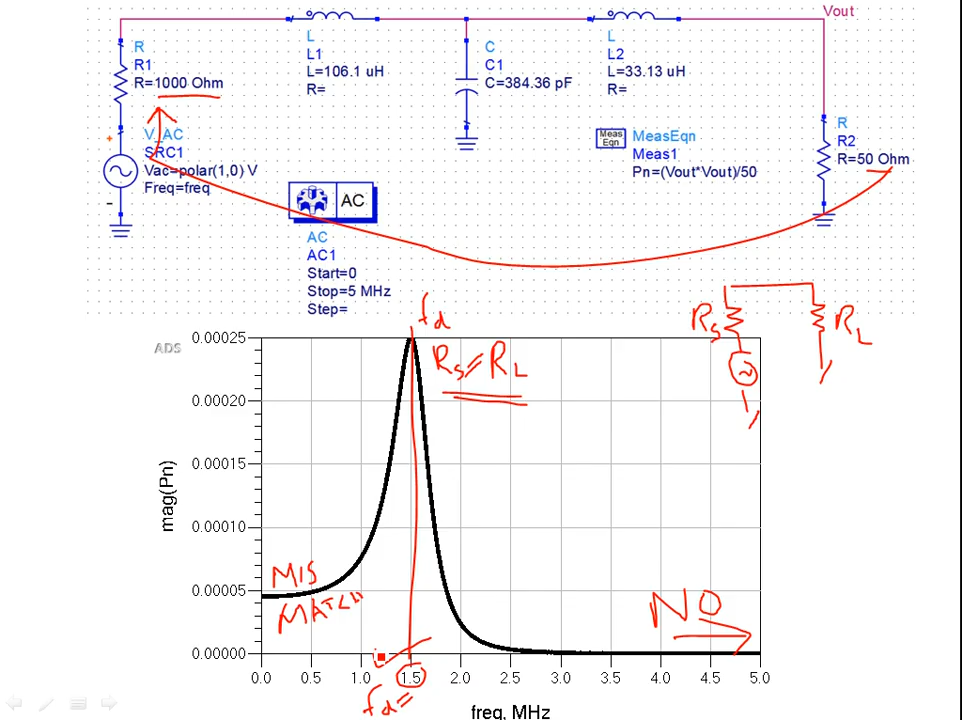 Vout
L
L1
L=106.1 uH
R=
L
L2
L=33.13 uH
R=
R
R1
R=1000 Ohm
C
C1
C=384.36 pF
+
V_AC
SRC1
Vac=polar(1,0) V
Freq=freq
-
Meas
Eqn
MeasEqn
Meas1
Pn=(Vout*Vout)/50
R
R2
R=50 Ohm
AC
AC
AC1
Start=0
Stop=5 MHz
Step=
fd
RS
RL
ADS
RS = RL
0.00025
0.00020
0.00015
0.00010
0.00005
0.00000
mag(Pn)
MIS
MATCH
NO
0.0 0.5 1.0 1.5 2.0 2.5 3.0 3.5 4.0 4.5 5.0
fd=
freq, MHz